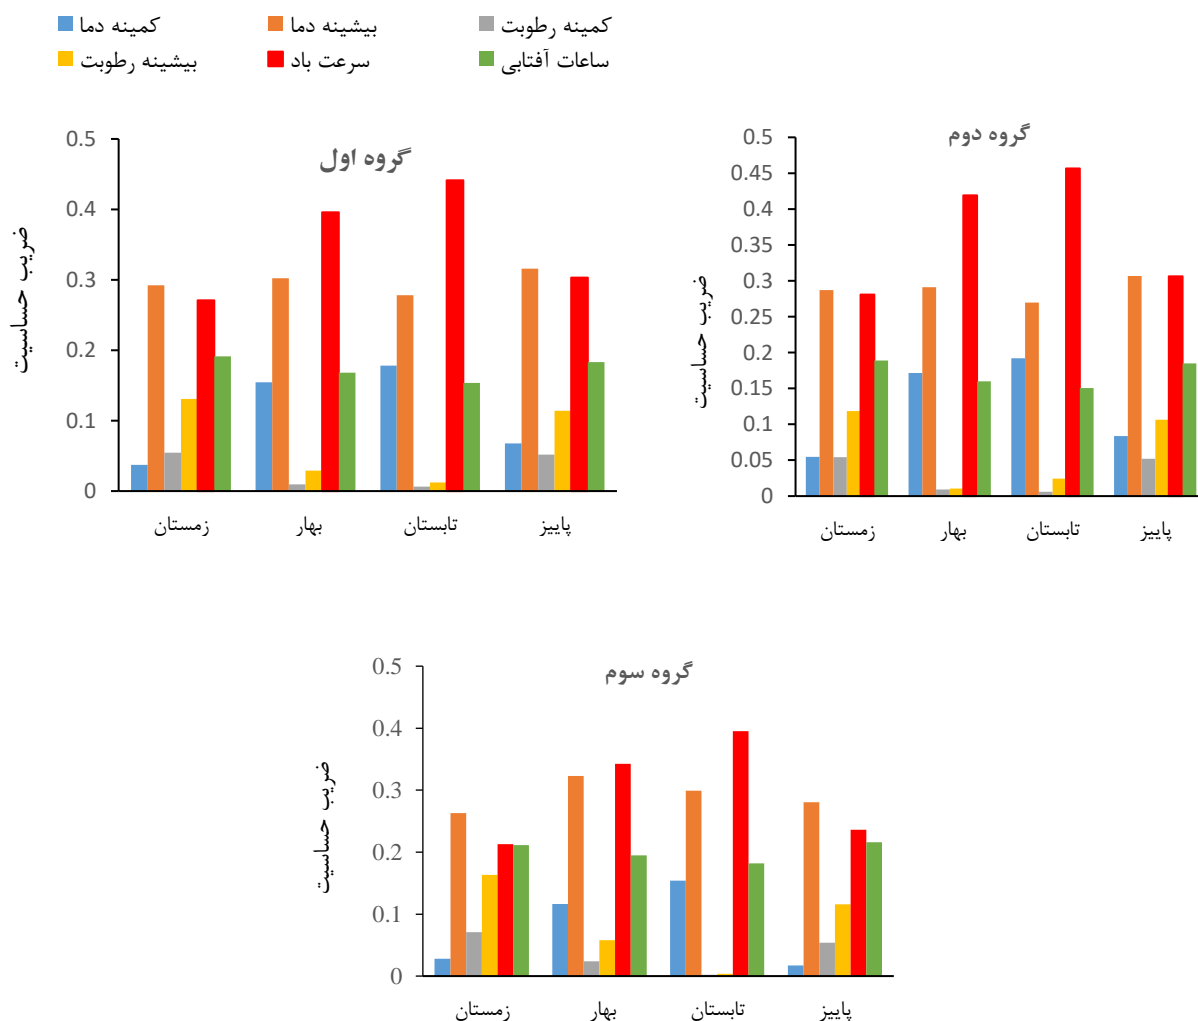 کمینه دما بیشینه دما کمینه رطوبت
بیشینه رطوبت سرعت باد ساعات آفتابی
گروه اول
ضریب حساسیت
0.5
0.4
0.3
0.2
0.1
0
زمستان بهار تابستان پاییز
گروه دوم
ضریب حساسیت
0.5
0.45
0.4
0.35
0.3
0.25
0.2
0.15
0.1
0.05
0
زمستان بهار تابستان پاییز
گروه سوم
ضریب حساسیت
0.5
0.4
0.3
0.2
0.1
0
زمستان بهار تابستان پاییز